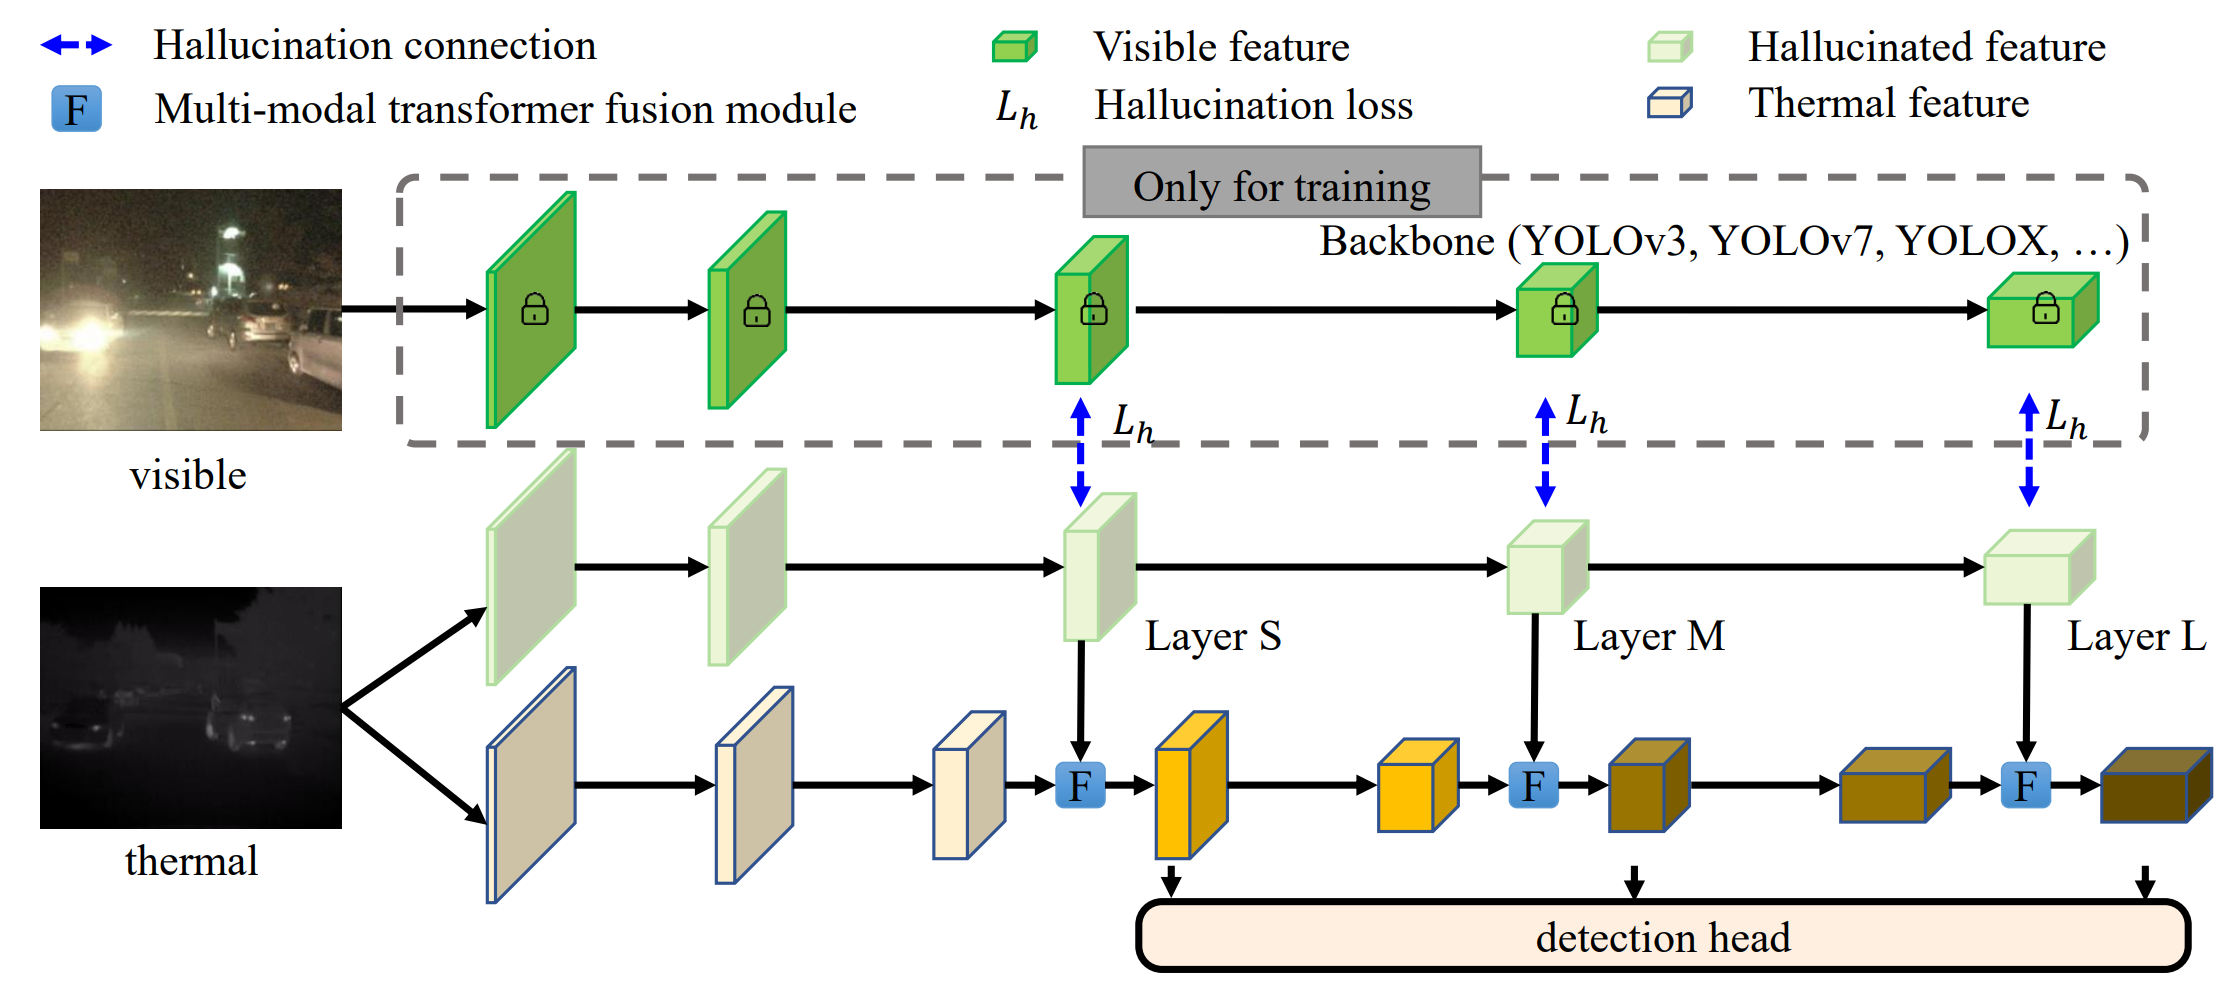 Hallucination connection
Visible feature
Hallucinated feature
F
Multi-modal transformer fusion module
L_h
Hallucination loss
Thermal feature
Only for training
Backbone (YOLOv3, YOLOv7, YOLOX, …)
L_h
L_h
L_h
visible
Layer S
Layer M
Layer L
F
F
F
thermal
detection head